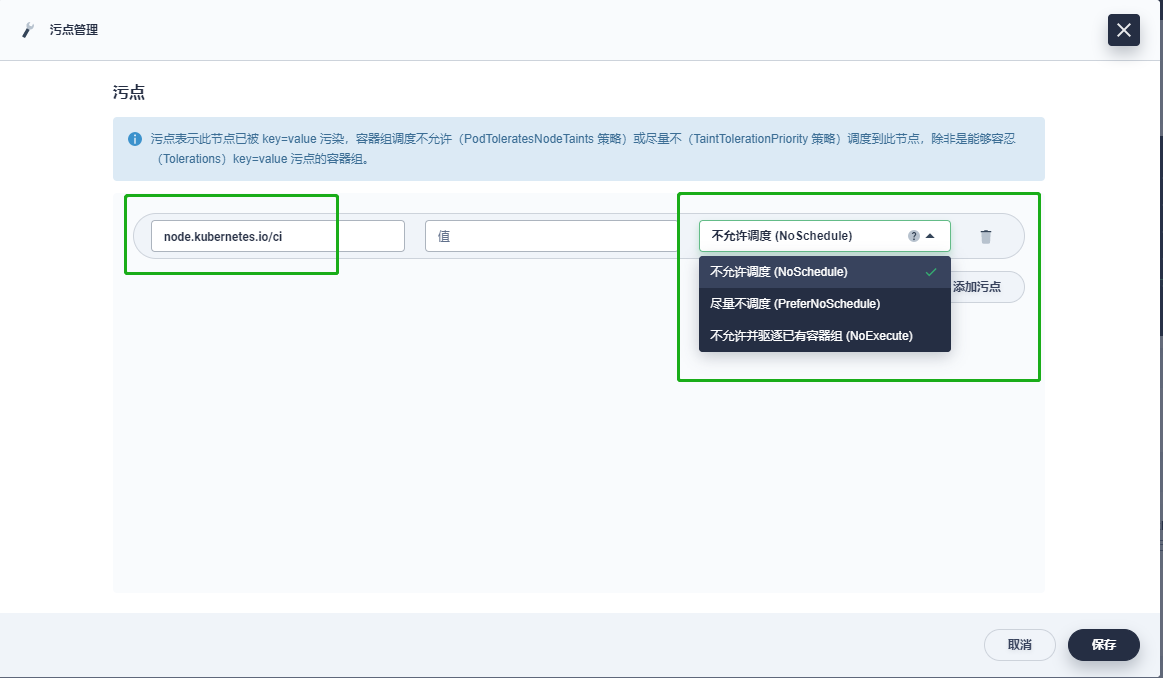 污点管理
污点
污点表示此节点已被 key=value 污染，容器组调度不允许（PodToleratesNodeTaints 策略）或尽量不（TaintTolerationPriority 策略）调度到此节点，除非是能够容忍
（Tolerations）key=value 污点的容器组。
node.kubernetes.io/ci 值 不允许调度 (NoSchedule) ?
不允许调度 (NoSchedule)
添加污点
尽量不调度 (PreferNoSchedule)
不允许并驱逐已有容器组 (NoExecute)
取消 保存